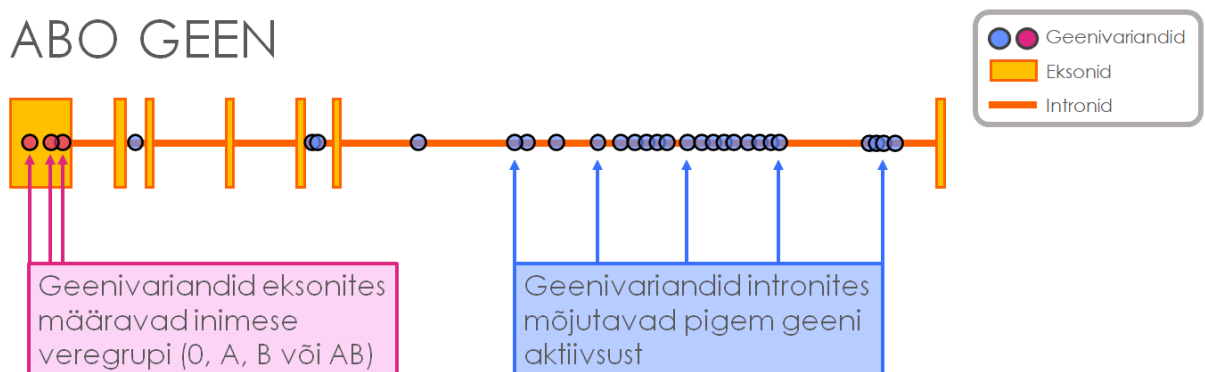 ABO GEEN
Geenivariandid
Eksonid
Intronid
Geenivariandid eksonites
määravad inimese
veregrupi (0, A, B või AB)
Geenivariandid intronites
mõjutavad pigem geeni
aktiivsust